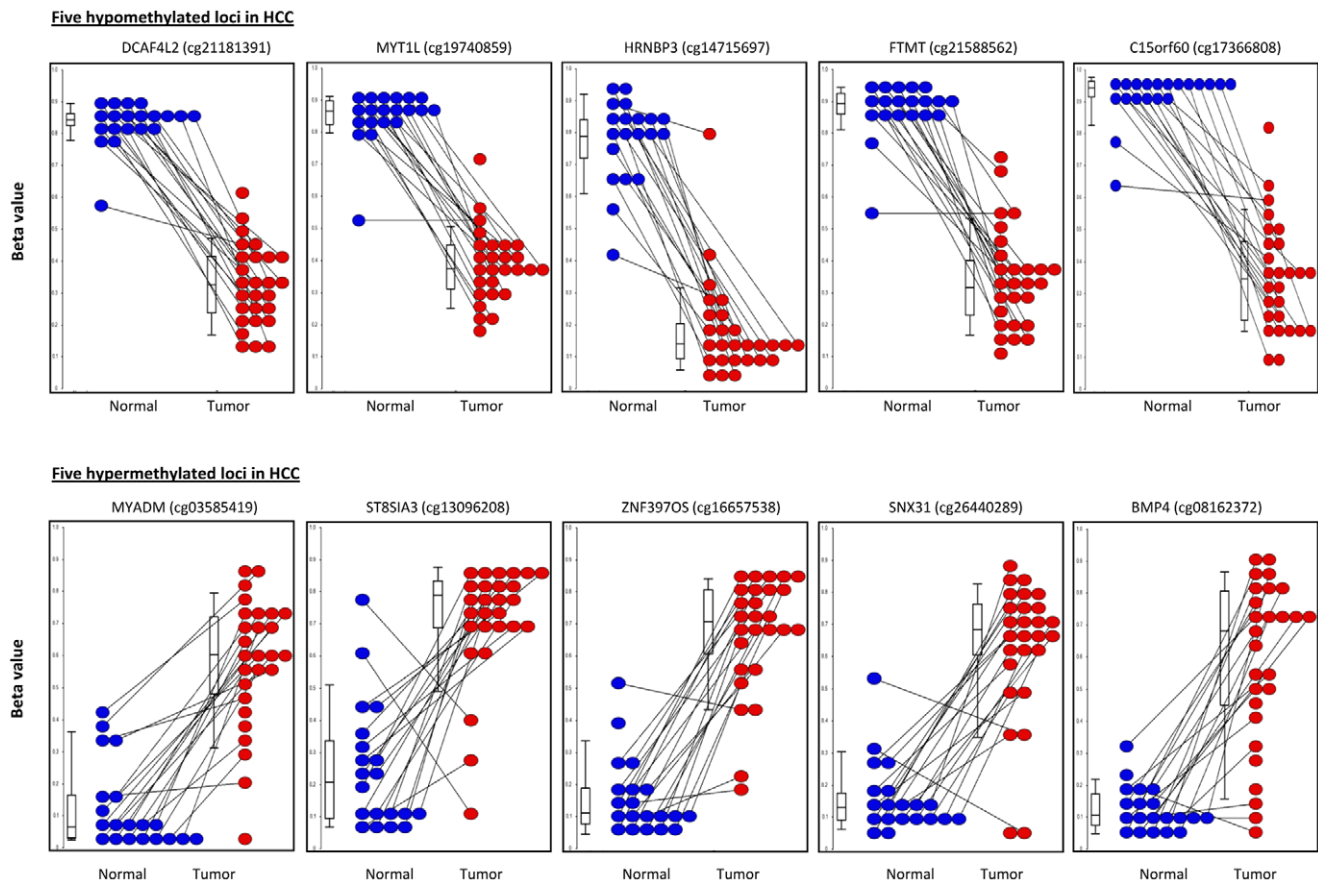 Five hypomethylated loci in HCC
DCAF4L2 (cg21181391)
MYT1L (cg19740859)
HRNBP3 (cg14715697)
FTMT (cg21588562)
C15orf60 (cg17366808)
Beta value
Normal Tumor
Normal Tumor
Normal Tumor
Normal Tumor
Normal Tumor
Five hypermethylated loci in HCC
MYADM (cg03585419)
ST8SIA3 (cg13096208)
ZNF397OS (cg16657538)
SNX31 (cg26440289)
BMP4 (cg08162372)
Beta value
Normal Tumor
Normal Tumor
Normal Tumor
Normal Tumor
Normal Tumor